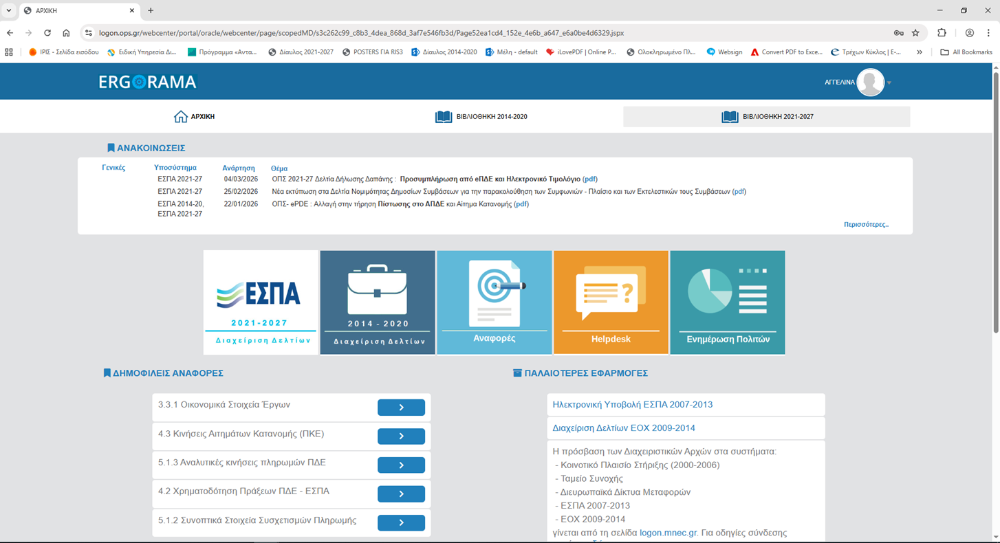 ΑΡΧΙΚΗ
logon.ops.gr/webcenter/portal/oracle/webcenter/page/scopedMD/s3c262c99_c8b3_4dea_868d_3af7e546fb3d/Page52ea1cd4_152e_4e6b_a647_e6a0be4d6329.jspx
ΙΡΙΣ - Σελίδα εισόδου
Ειδική Υπηρεσία Δι...
Πρόγραμμα «Αντα...
Δίαυλος 2021-2027
POSTERS ΓΙΑ RIS3
Δίαυλος 2014-2020
Μέλη - default
iLovePDF | Online P...
Ολοκληρωμένο Πλ...
Websign
Convert PDF to Exce...
Τρέχων Κύκλος | E-...
All Bookmarks
ERGORAMA
ΑΓΓΕΛΙΝΑ
ΑΡΧΙΚΗ
ΒΙΒΛΙΟΘΗΚΗ 2014-2020
ΒΙΒΛΙΟΘΗΚΗ 2021-2027
ΑΝΑΚΟΙΝΩΣΕΙΣ
Γενικές Υποσύστημα Ανάρτηση Θέμα
ΕΣΠΑ 2021-27 04/03/2026 ΟΠΣ 2021-27 Δελτία Δήλωσης Δαπάνης : Προσυμπλήρωση από eΠΔΕ και Ηλεκτρονικό Τιμολόγιο (pdf)
ΕΣΠΑ 2021-27 25/02/2026 Νέα εκτύπωση στα Δελτία Νομιμότητας Δημοσίων Συμβάσεων για την παρακολούθηση των Συμφωνιών - Πλαίσιο και των Εκτελεστικών τους Συμβάσεων (pdf)
ΕΣΠΑ 2014-20, 22/01/2026 ΟΠΣ- ePDE : Αλλαγή στην τήρηση Πίστωσης στο ΑΠΔΕ και Αίτημα Κατανομής (pdf)
ΕΣΠΑ 2021-27
Περισσότερες..
ΕΣΠΑ
2021-2027
Διαχείριση Δελτίων
2014 - 2020
Διαχείριση Δελτίων
Αναφορές
Helpdesk
Ενημέρωση Πολιτών
ΔΗΜΟΦΙΛΕΙΣ ΑΝΑΦΟΡΕΣ
3.3.1 Οικονομικά Στοιχεία Έργων
4.3 Κινήσεις Αιτημάτων Κατανομής (ΠΚΕ)
5.1.3 Αναλυτικές κινήσεις πληρωμών ΠΔΕ
4.2 Χρηματοδότηση Πράξεων ΠΔΕ - ΕΣΠΑ
5.1.2 Συνοπτικά Στοιχεία Συσχετισμών Πληρωμής
ΠΑΛΑΙΟΤΕΡΕΣ ΕΦΑΡΜΟΓΕΣ
Ηλεκτρονική Υποβολή ΕΣΠΑ 2007-2013
Διαχείριση Δελτίων ΕΟΧ 2009-2014
Η πρόσβαση των Διαχειριστικών Αρχών στα συστήματα:
- Κοινοτικό Πλαίσιο Στήριξης (2000-2006)
- Ταμείο Συνοχής
- Διευρωπαϊκά Δίκτυα Μεταφορών
- ΕΣΠΑ 2007-2013
- ΕΟΧ 2009-2014
γίνεται από τη σελίδα logon.mnec.gr. Για οδηγίες σύνδεσης